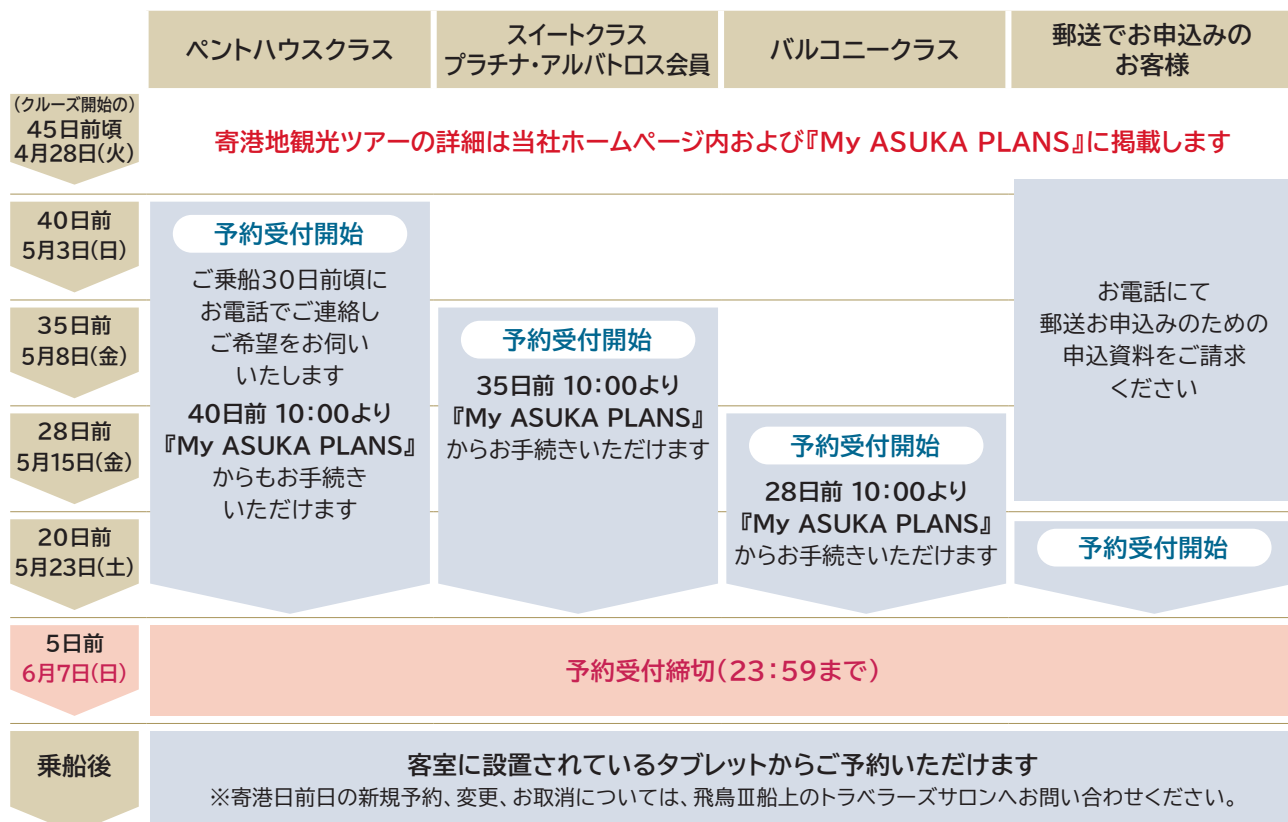 ペントハウスクラス
スイートクラス
プラチナ・アルバトロス会員
バルコニークラス
郵送でお申込みの
お客様
(クルーズ開始の)
45日前頃
4月28日(火)
寄港地観光ツアーの詳細は当社ホームページ内および『My ASUKA PLANS』に掲載します
40日前
5月3日(日)
予約受付開始
ご乗船30日前頃に
お電話でご連絡し
ご希望をお伺い
いたします
40日前 10:00より
『My ASUKA PLANS』
からもお手続き
いただけます
35日前
5月8日(金)
予約受付開始
35日前 10:00より
『My ASUKA PLANS』
からお手続きいただけます
28日前
5月15日(金)
予約受付開始
28日前 10:00より
『My ASUKA PLANS』
からお手続きいただけます
お電話にて
郵送お申込みのための
申込資料をご請求
ください
20日前
5月23日(土)
予約受付開始
5日前
6月7日(日)
予約受付締切(23:59まで)
乗船後
客室に設置されているタブレットからご予約いただけます
※寄港日前日の新規予約、変更、お取消については、飛鳥Ⅲ船上のトラベラーズサロンへお問い合わせください。